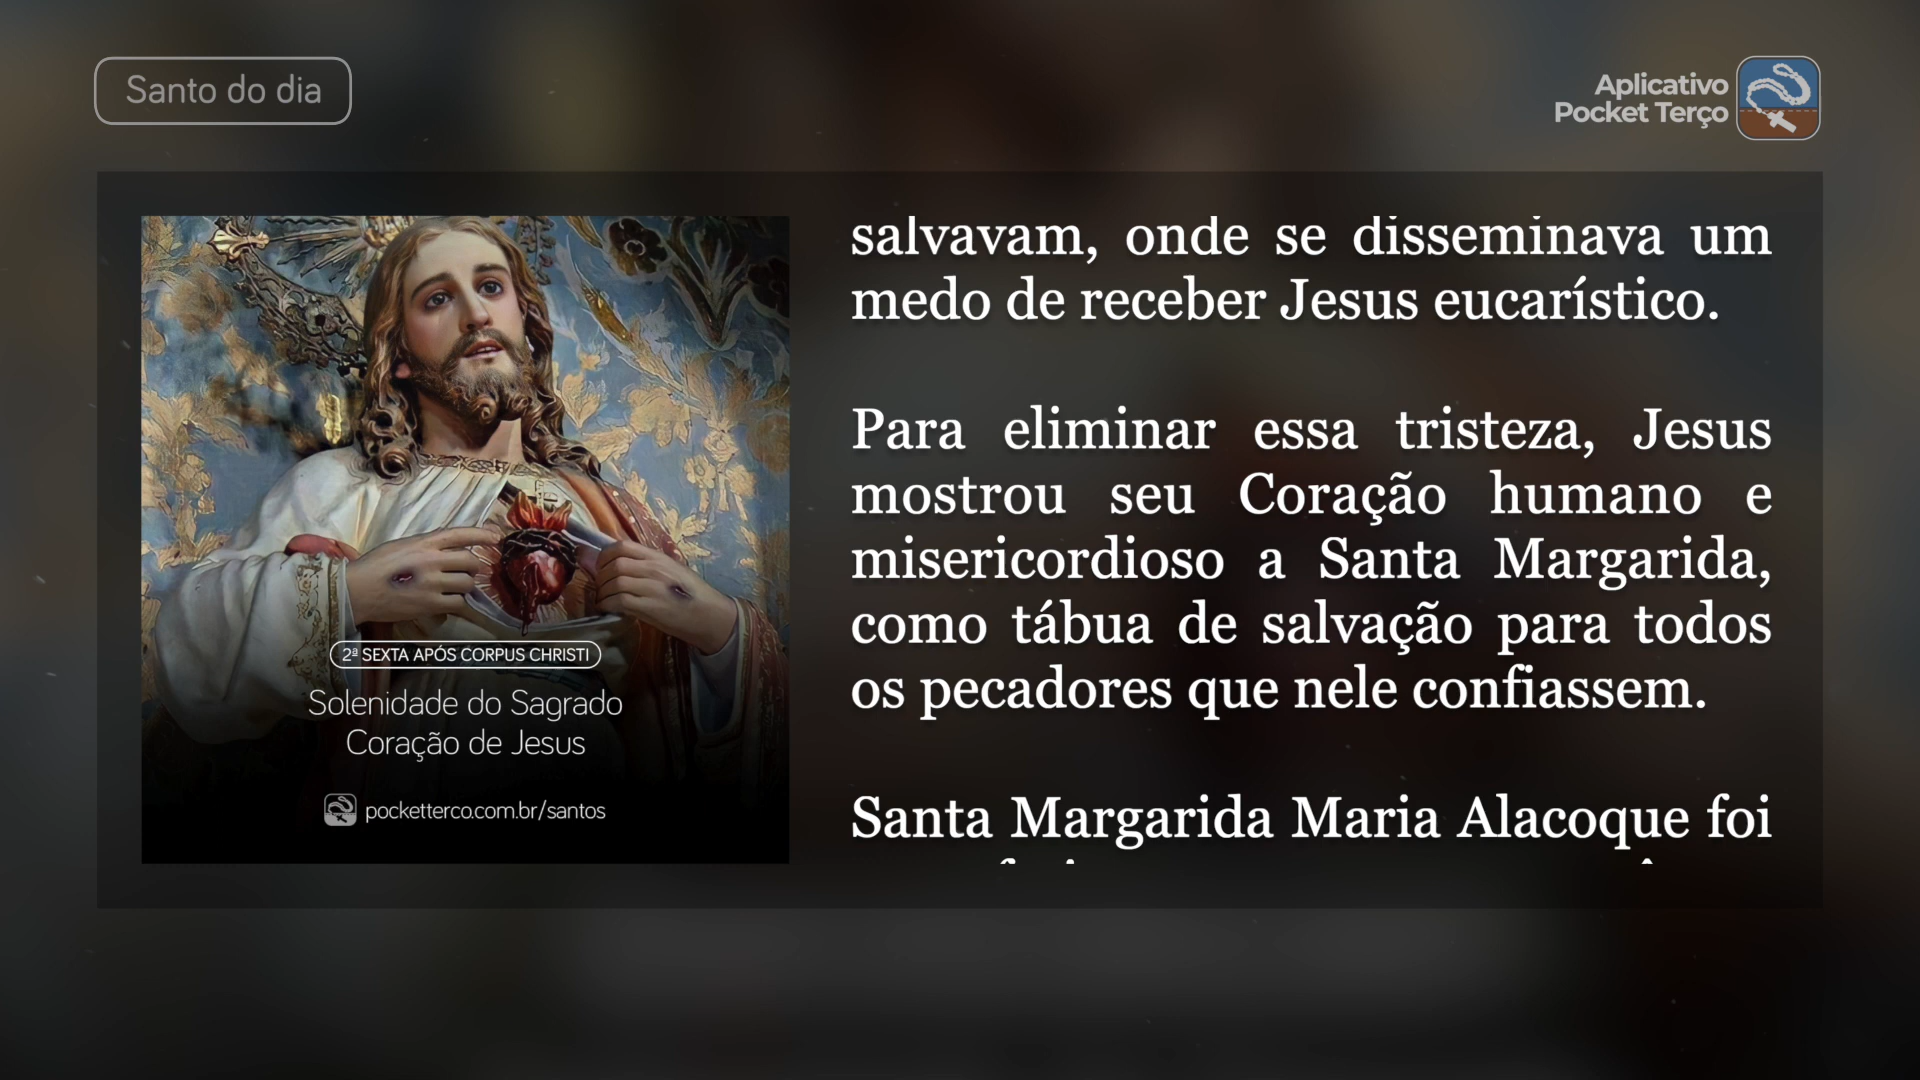 Santo do dia
Aplicativo
Pocket Terço
salvavam, onde se disseminava um
medo de receber Jesus eucarístico.
Para eliminar essa tristeza, Jesus
mostrou seu Coração humano e
misericordioso a Santa Margarida,
como tábua de salvação para todos
os pecadores que nele confiassem.
Santa Margarida Maria Alacoque foi
2ª SEXTA APÓS CORPUS CHRISTI
Solenidade do Sagrado
Coração de Jesus
pocketterco.com.br/santos